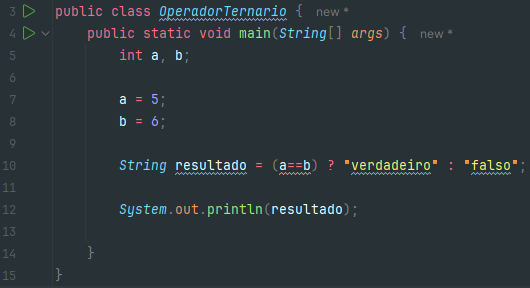 3 public class OperadorTernario { new *
4 public static void main(String[] args) { new *
5 int a, b;
6
7 a = 5;
8 b = 6;
9
10 String resultado = (a==b) ? "verdadeiro" : "falso";
11
12 System.out.println(resultado);
13
14 }
15 }